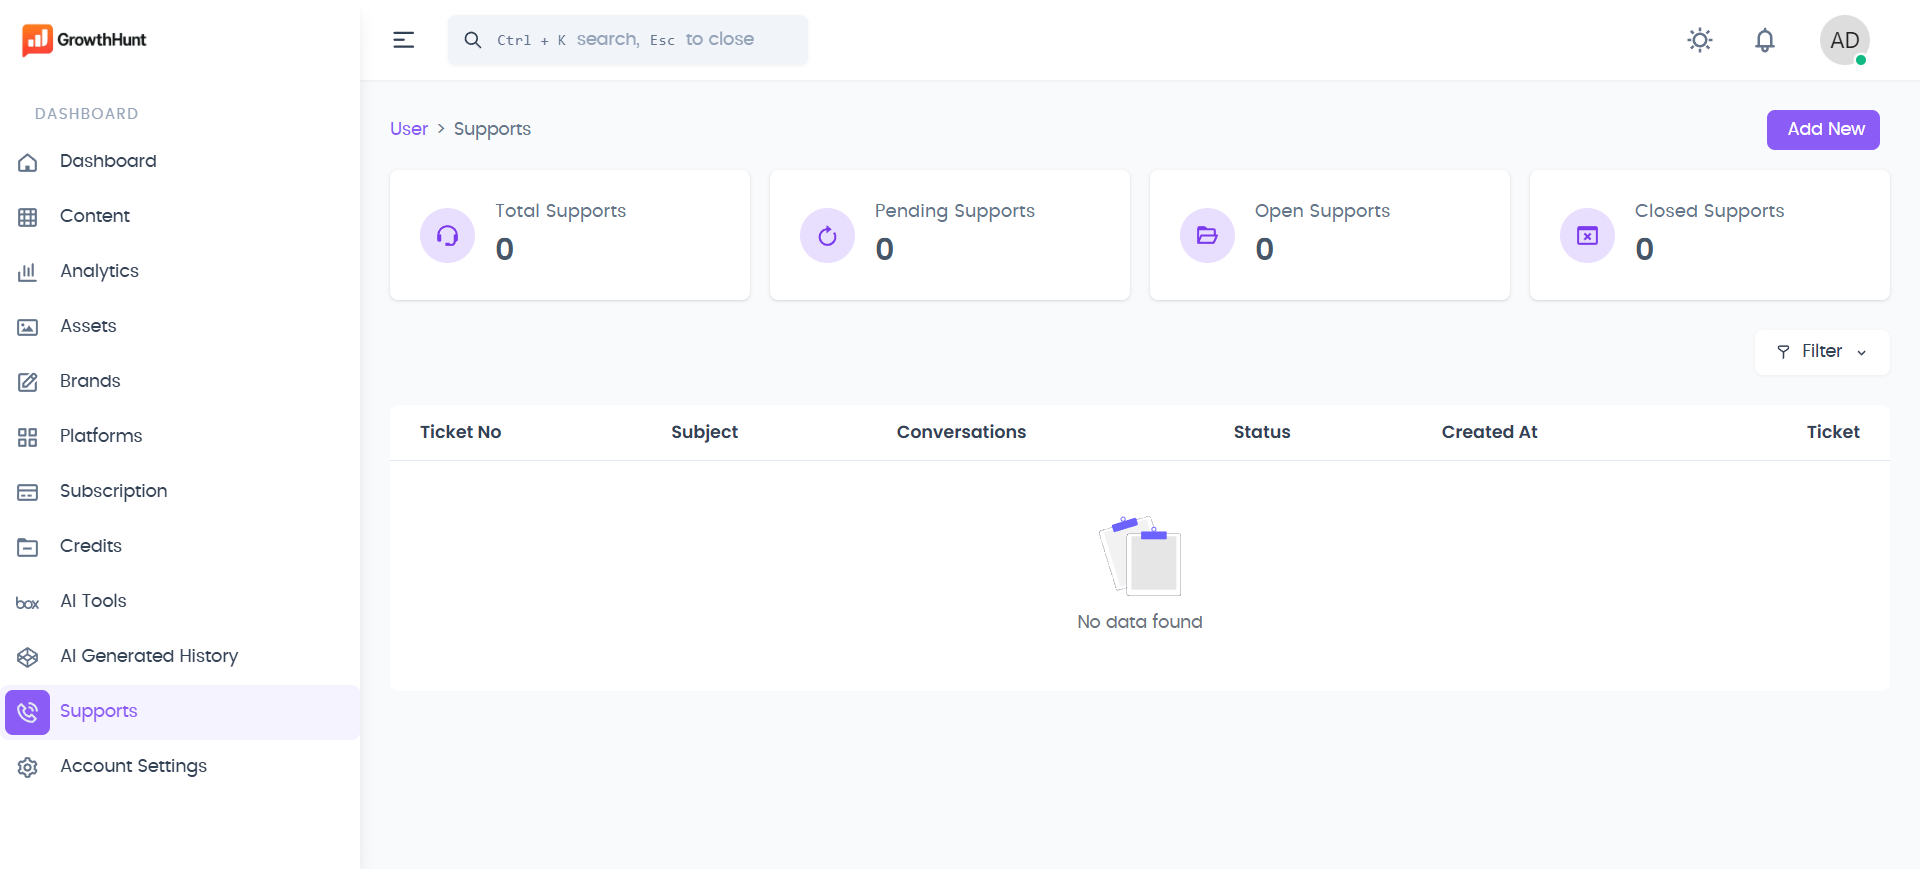 GrowthHunt
Ctrl + K search, Esc to close
AD
DASHBOARD
Dashboard
Content
Analytics
Assets
Brands
Platforms
Subscription
Credits
box AI Tools
AI Generated History
Supports
Account Settings
User > Supports
Add New
Total Supports
0
Pending Supports
0
Open Supports
0
Closed Supports
0
Filter
Ticket No Subject Conversations Status Created At Ticket
No data found